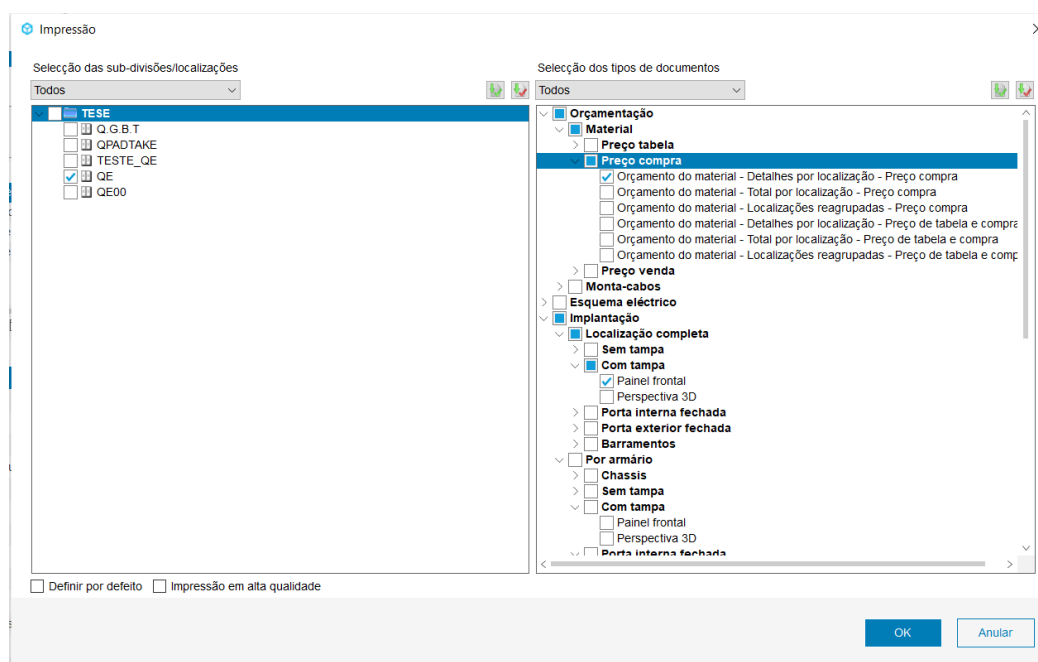 Impressão
Selecção das sub-divisões/localizações
Todos
TESE
Q.G.B.T
QPADTAKE
TESTE_QE
QE
QE00
Selecção dos tipos de documentos
Todos
Orçamentação
Material
Preço tabela
Preço compra
Orçamento do material - Detalhes por localização - Preço compra
Orçamento do material - Total por localização - Preço compra
Orçamento do material - Localizações reagrupadas - Preço compra
Orçamento do material - Detalhes por localização - Preço de tabela e compra
Orçamento do material - Total por localização - Preço de tabela e compra
Orçamento do material - Localizações reagrupadas - Preço de tabela e comp
Preço venda
Monta-cabos
Esquema eléctrico
Implantação
Localização completa
Sem tampa
Com tampa
Painel frontal
Perspectiva 3D
Porta interna fechada
Porta exterior fechada
Barramentos
Por armário
Chassis
Sem tampa
Com tampa
Painel frontal
Perspectiva 3D
Porta interna fechada
Definir por defeito
Impressão em alta qualidade
OK
Anular